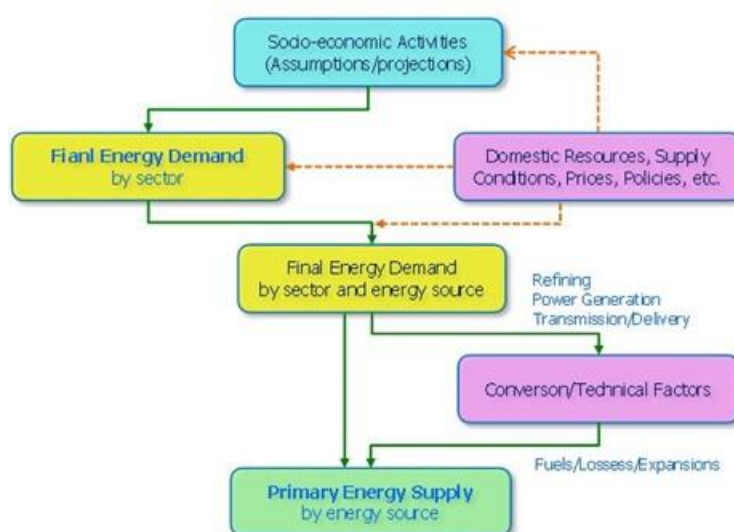 Socio-economic Activities
(Assumptions/projections)
Fianl Energy Demand
by sector
Domestic Resources, Supply
Conditions, Prices, Policies, etc.
Final Energy Demand
by sector and energy source
Refining
Power Generation
Transmission/Delivery
Converson/Technical Factors
Fuels/Lossess/Expansions
Primary Energy Supply
by energy source